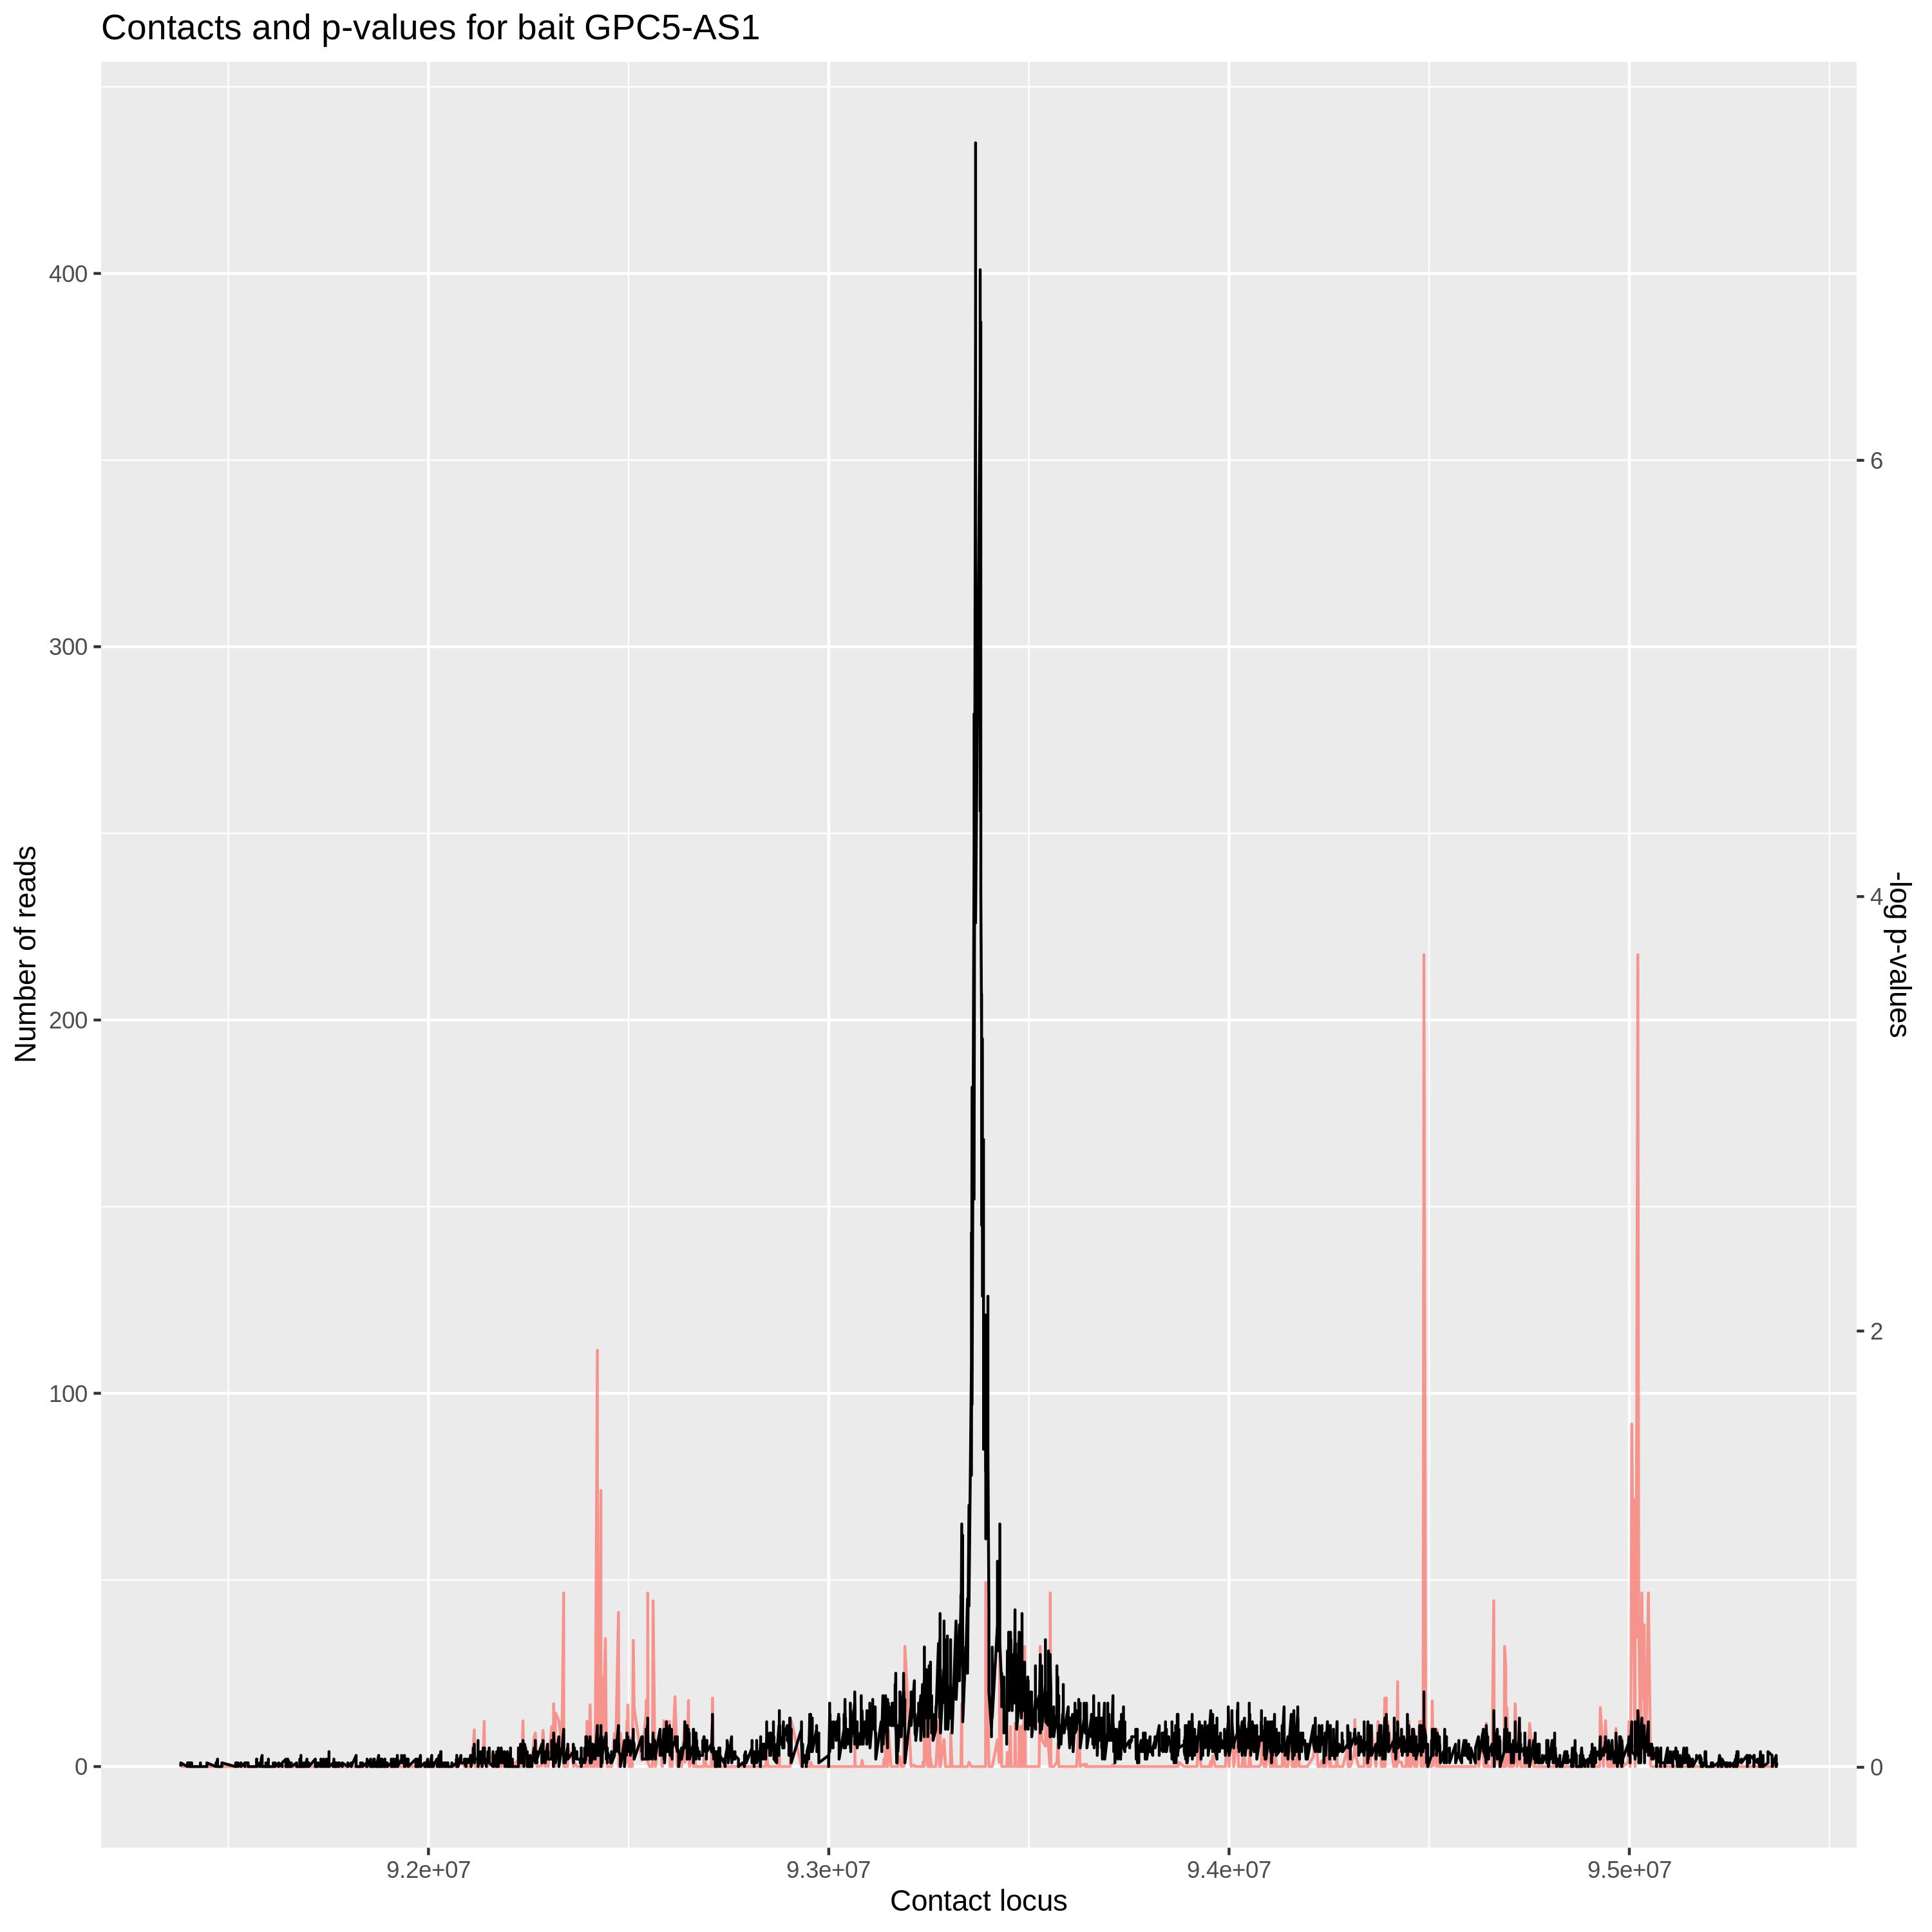 Contacts and p-values for bait GPC5-AS1
400
300
200
100
0
Number of reads
6
4
2
0
-log p-values
9.2e+07
9.3e+07
9.4e+07
9.5e+07
Contact locus